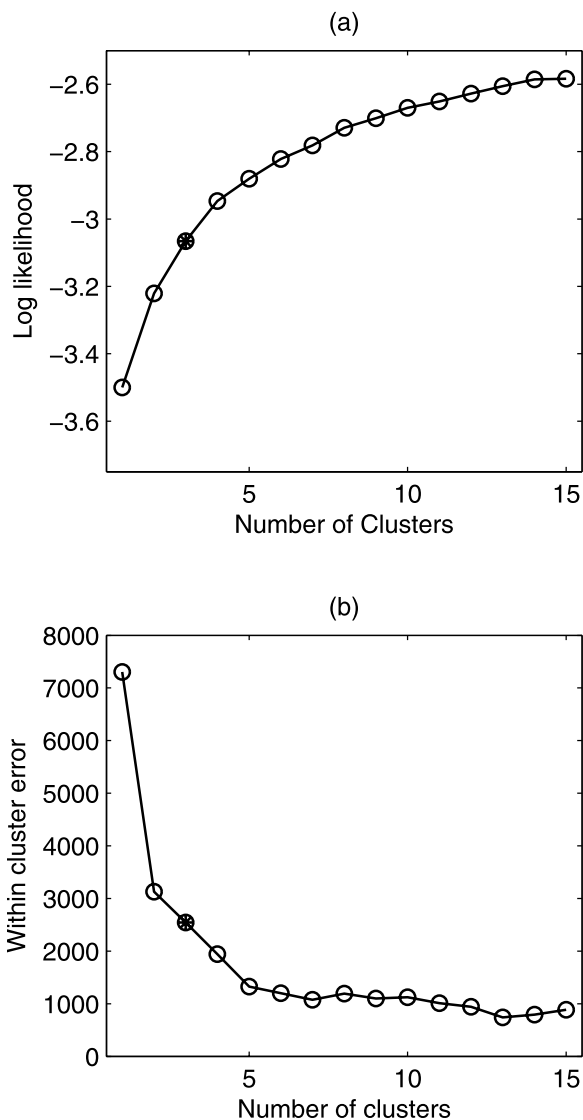 (a)
−2.6
−2.8
−3
−3.2
−3.4
−3.6
Log likelihood
5 10 15
Number of Clusters
(b)
8000
7000
6000
5000
4000
3000
2000
1000
0
Within cluster error
5 10 15
Number of clusters